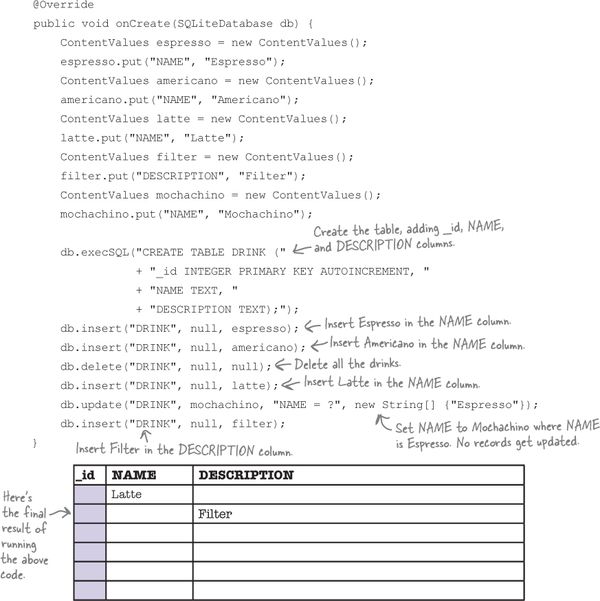 @Override
public void onCreate(SQLiteDatabase db) {
ContentValues espresso = new ContentValues();
espresso.put("NAME", "Espresso");
ContentValues americano = new ContentValues();
americano.put("NAME", "Americano");
ContentValues latte = new ContentValues();
latte.put("NAME", "Latte");
ContentValues filter = new ContentValues();
filter.put("DESCRIPTION", "Filter");
ContentValues mochachino = new ContentValues();
mochachino.put("NAME", "Mochachino");
Create the table, adding _id, NAME,
and DESCRIPTION columns.
db.execSQL("CREATE TABLE DRINK ("
+ "_id INTEGER PRIMARY KEY AUTOINCREMENT, "
+ "NAME TEXT, "
+ "DESCRIPTION TEXT);");
db.insert("DRINK", null, espresso); Insert Espresso in the NAME column.
db.insert("DRINK", null, americano); Insert Americano in the NAME column.
db.delete("DRINK", null, null); Delete all the drinks.
db.insert("DRINK", null, latte); Insert Latte in the NAME column.
db.update("DRINK", mochachino, "NAME = ?", new String[] {"Espresso"});
db.insert("DRINK", null, filter);
Set NAME to Mochachino where NAME
is Espresso. No records get updated.
}
Insert Filter in the DESCRIPTION column.
_id NAME DESCRIPTION
Latte
Filter
Here's
the final
result of
running
the above
code.